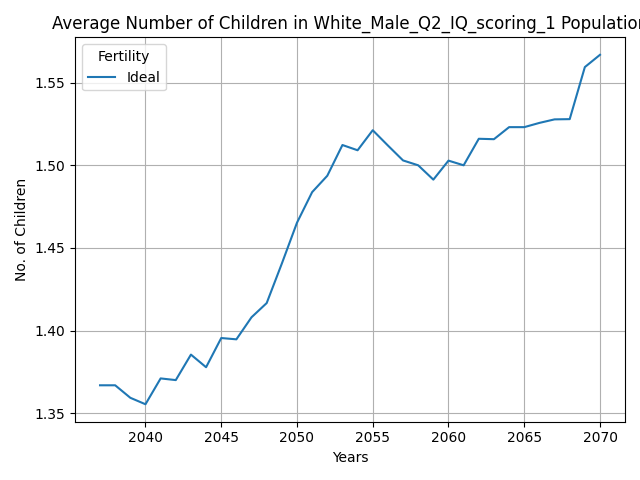 Average Number of Children in White_Male_Q2_IQ_scoring_1 Population
Fertility
Ideal
1.55
1.50
1.45
1.40
1.35
No. of Children
2040 2045 2050 2055 2060 2065 2070
Years